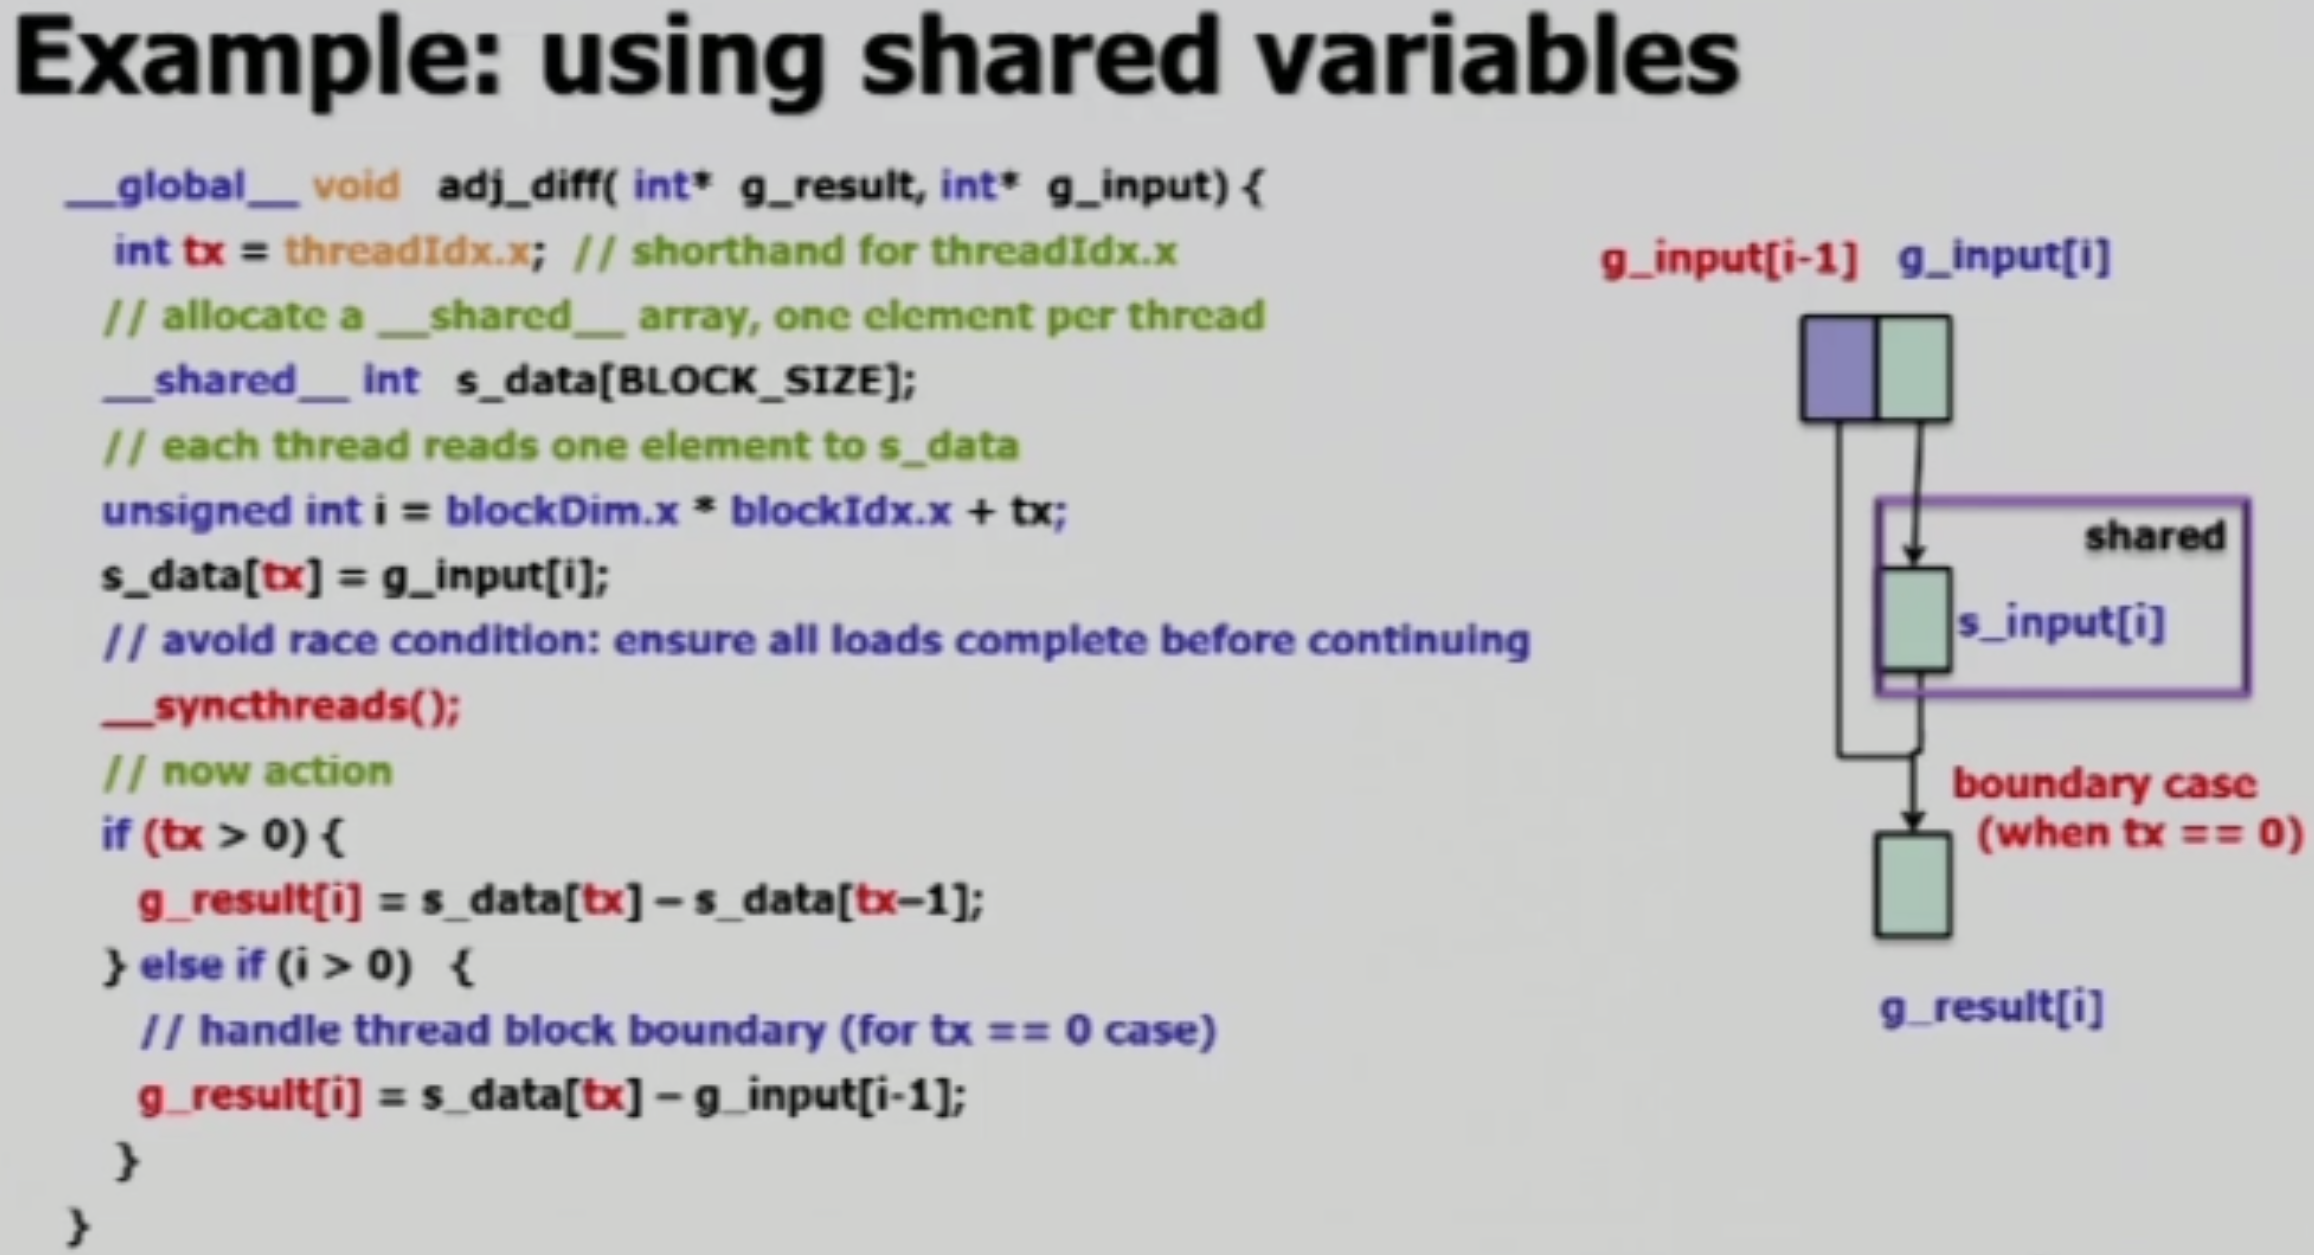 Example: using shared variables
__global__ void adj_diff( int* g_result, int* g_input) {
int tx = threadIdx.x; // shorthand for threadIdx.x
// allocate a __shared__ array, one element per thread
__shared__ int s_data[BLOCK_SIZE];
// each thread reads one element to s_data
unsigned int i = blockDim.x * blockIdx.x + tx;
s_data[tx] = g_input[i];
// avoid race condition: ensure all loads complete before continuing
__syncthreads();
// now action
if (tx > 0) {
g_result[i] = s_data[tx] – s_data[tx–1];
} else if (i > 0) {
// handle thread block boundary (for tx == 0 case)
g_result[i] = s_data[tx] – g_input[i-1];
}
}
g_input[i-1] g_input[i]
shared
s_input[i]
boundary case
(when tx == 0)
g_result[i]